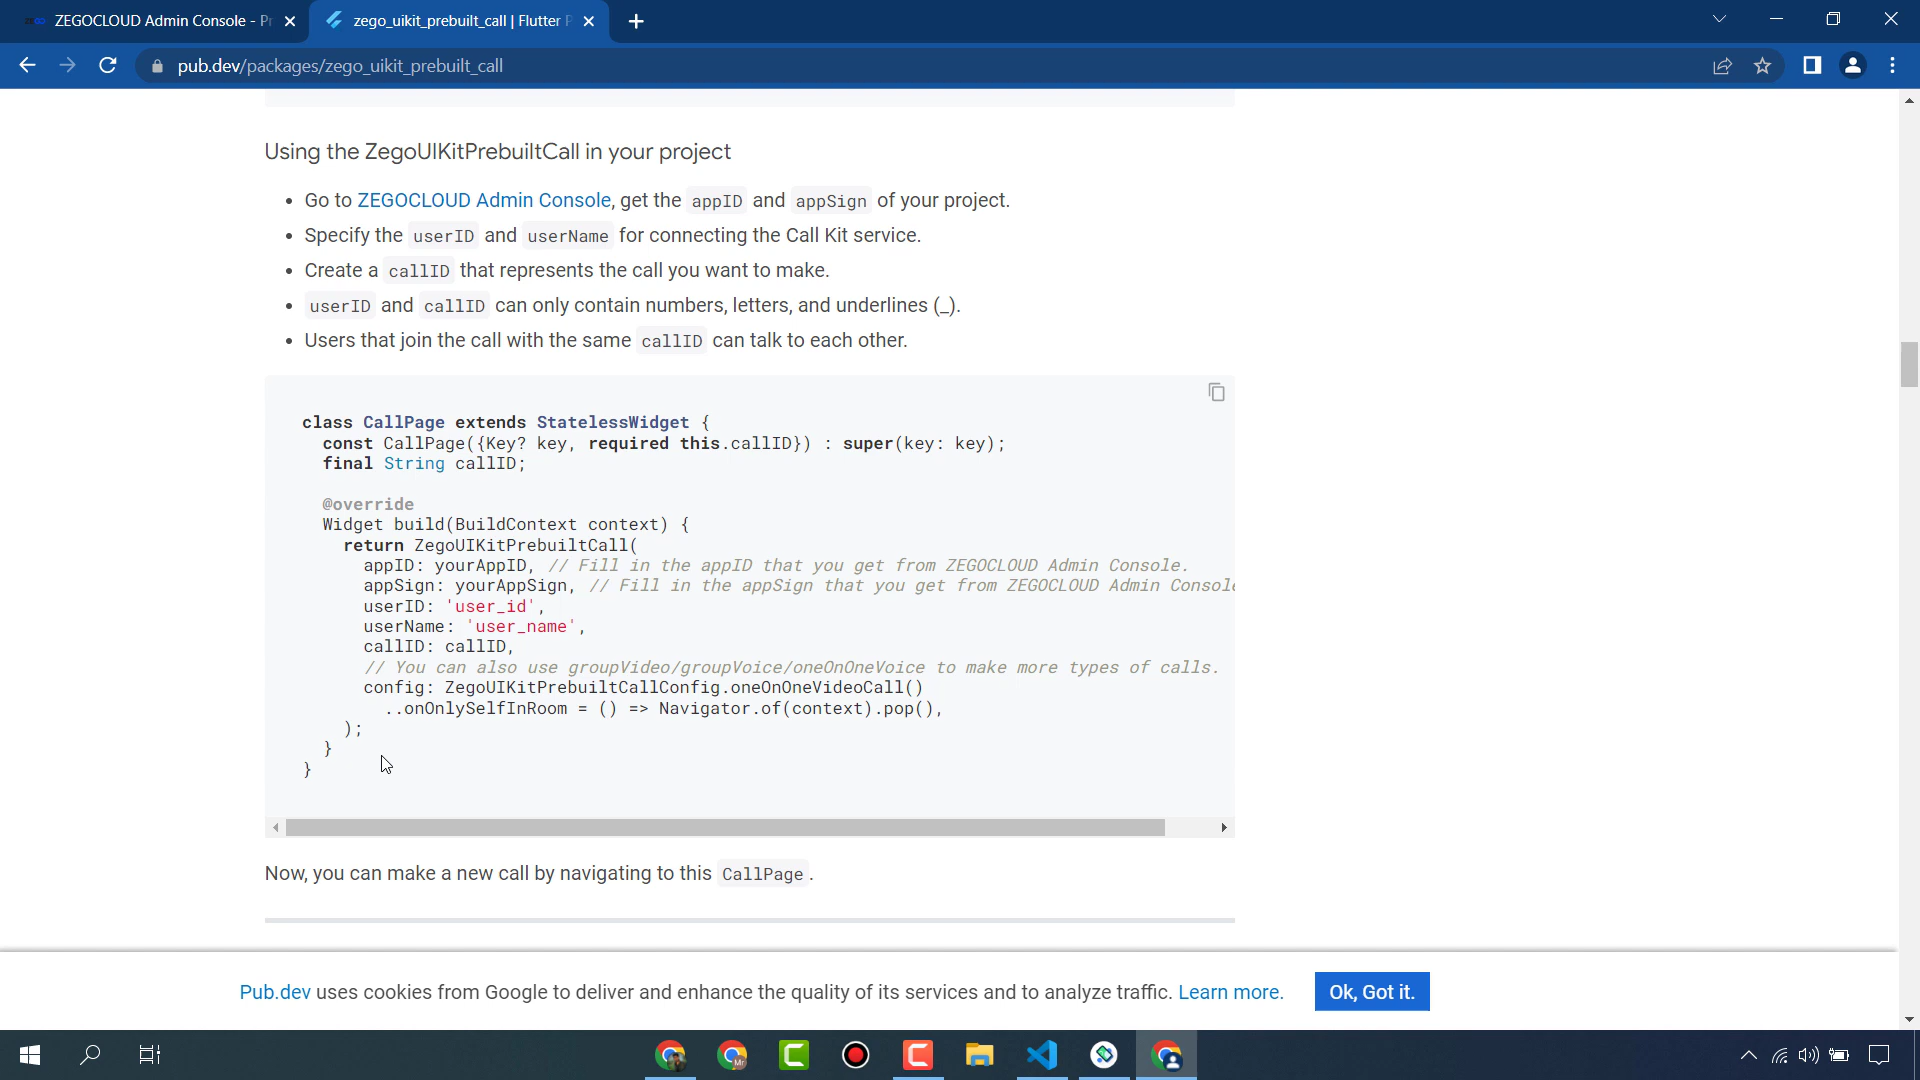 ZEGOCLOUD Admin Console - Pr
zego_uikit_prebuilt_call | Flutter P
pub.dev/packages/zego_uikit_prebuilt_call
Using the ZegoUIKitPrebuiltCall in your project
• Go to ZEGOCLOUD Admin Console, get the appID and appSign of your project.
• Specify the userID and userName for connecting the Call Kit service.
• Create a callID that represents the call you want to make.
• userID and callID can only contain numbers, letters, and underlines (_).
• Users that join the call with the same callID can talk to each other.
class CallPage extends StatelessWidget {
const CallPage({Key? key, required this.callID}) : super(key: key);
final String callID;
@override
Widget build(BuildContext context) {
return ZegoUIKitPrebuiltCall(
appID: yourAppID, // Fill in the appID that you get from ZEGOCLOUD Admin Console.
appSign: yourAppSign, // Fill in the appSign that you get from ZEGOCLOUD Admin Console
userID: 'user_id',
userName: 'user_name',
callID: callID,
// You can also use groupVideo/groupVoice/oneOnOneVoice to make more types of calls.
config: ZegoUIKitPrebuiltCallConfig.oneOnOneVideoCall()
..onOnlySelfInRoom = () => Navigator.of(context).pop(),
);
}
}
Now, you can make a new call by navigating to this CallPage.
Pub.dev uses cookies from Google to deliver and enhance the quality of its services and to analyze traffic. Learn more.
Ok, Got it.